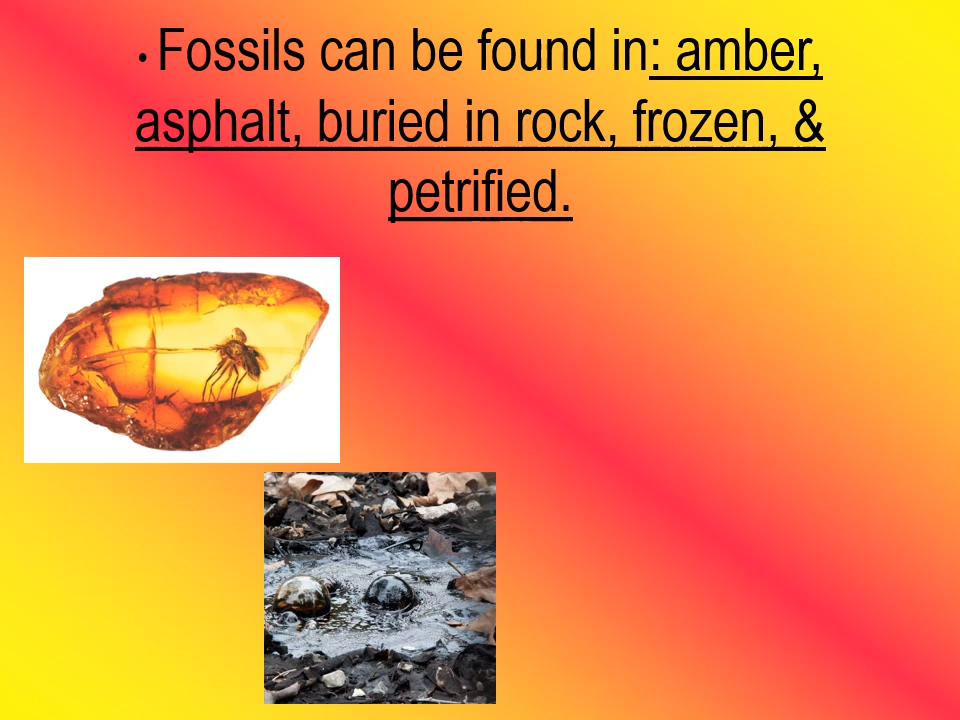 • Fossils can be found in: amber,
asphalt, buried in rock, frozen, &
petrified.